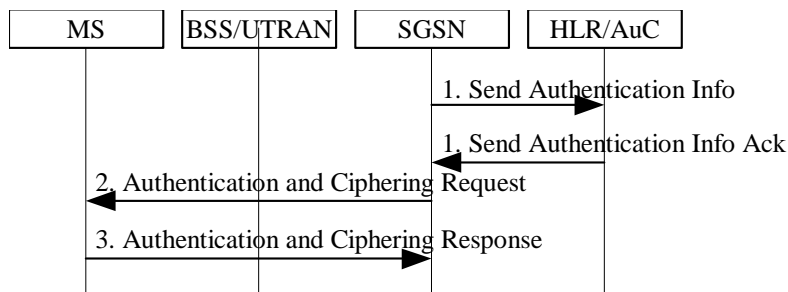 MS BSS/UTRAN SGSN HLR/AuC
1. Send Authentication Info
1. Send Authentication Info Ack
2. Authentication and Ciphering Request
3. Authentication and Ciphering Response